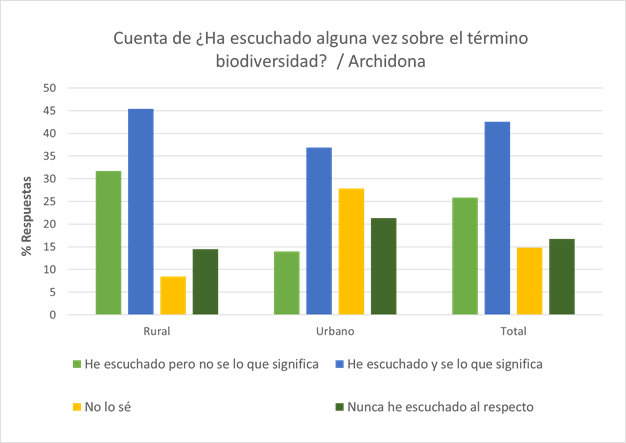 Cuenta de ¿Ha escuchado alguna vez sobre el término
biodiversidad?  / Archidona
50
45
40
35
30
25
20
15
10
5
0
% Respuestas
Rural
Urbano
Total
He escuchado pero no se lo que significa
He escuchado y se lo que significa
No lo sé
Nunca he escuchado al respecto